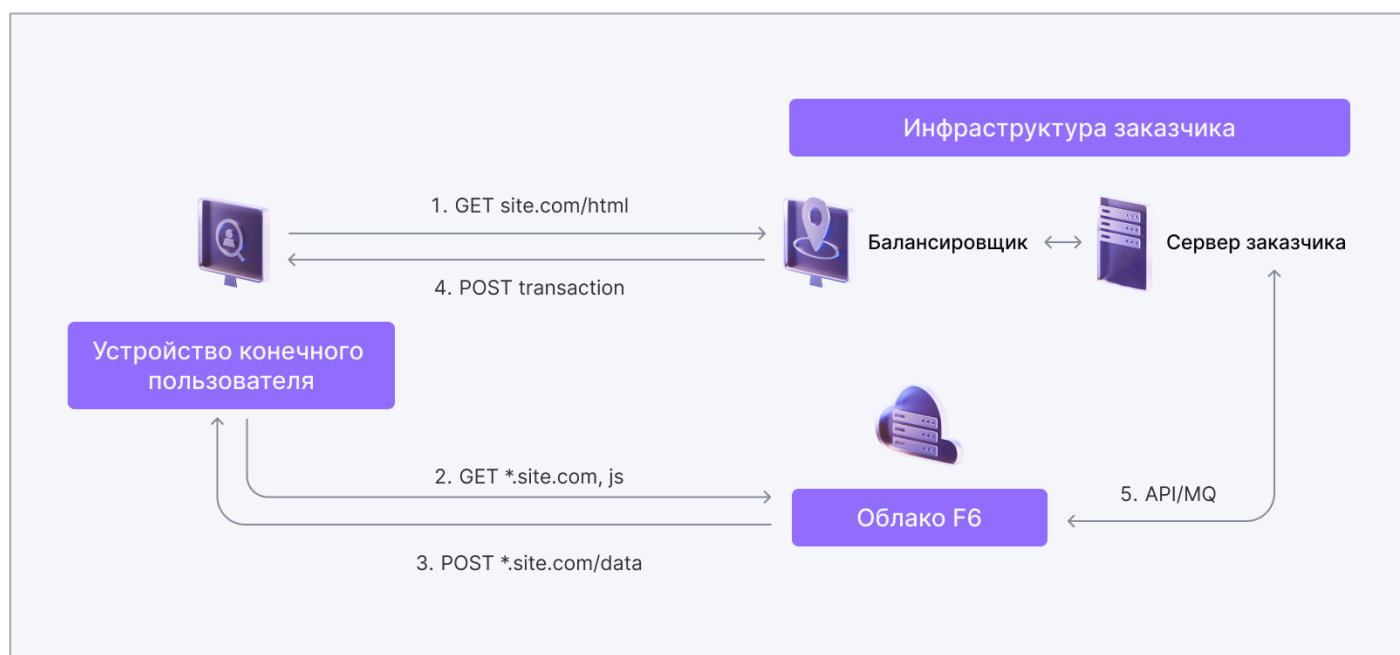 Инфраструктура заказчика
1. GET site.com/html
Балансировщик
Сервер заказчика
4. POST transaction
Устройство конечного
пользователя
2. GET *.site.com, js
5. API/MQ
Облако F6
3. POST *.site.com/data